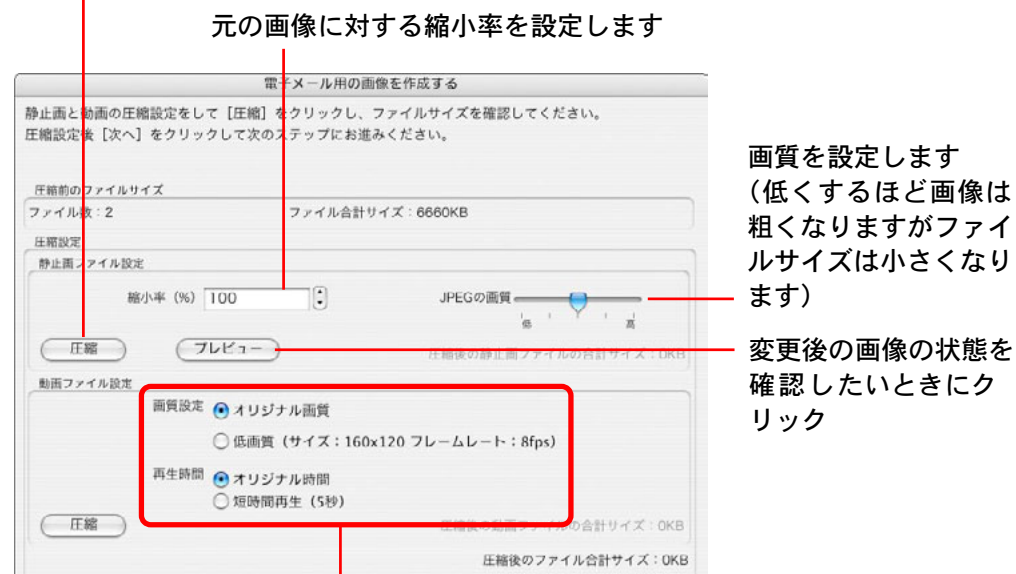 元の画像に対する縮小率を設定します
電子メール用の画像を作成する
静止画と動画の圧縮設定をして［圧縮］をクリックし、ファイルサイズを確認してください。
圧縮設定後［次へ］をクリックして次のステップにお進みください。
圧縮前のファイルサイズ
ファイル数：2
ファイル合計サイズ：6660KB
圧縮設定
静止画ファイル設定
縮小率（%）
100
JPEGの画質
低
高
圧縮
プレビュー
圧縮後の静止画ファイルの合計サイズ：0KB
動画ファイル設定
画質設定
オリジナル画質
低画質（サイズ：160x120 フレームレート：8fps）
再生時間
オリジナル時間
短時間再生（5秒）
圧縮
圧縮後の動画ファイルの合計サイズ：0KB
圧縮後のファイル合計サイズ：0KB
画質を設定します
（低くするほど画像は
粗くなりますがファイ
ルサイズは小さくなり
ます）
変更後の画像の状態を
確認したいときにク
リック